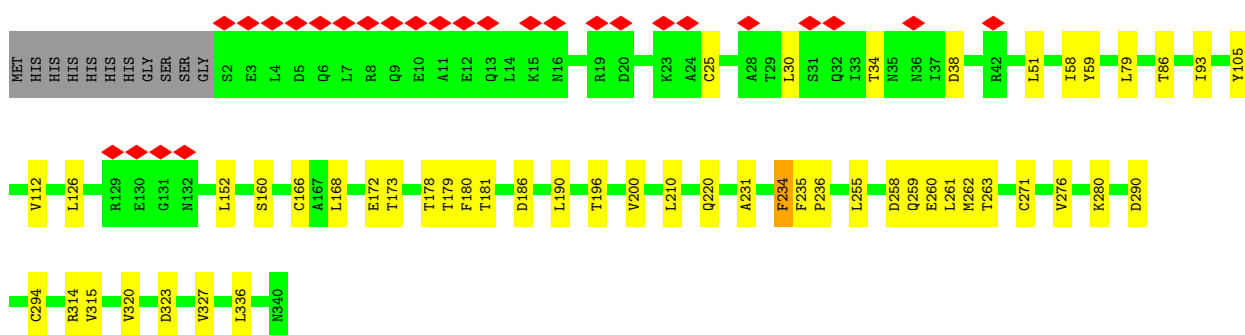 MET HIS HIS HIS HIS HIS HIS GLY SER SER GLY S2 E3 L4 D5 Q6 L7 R8 Q9 E10 A11 E12 Q13 L14 K15 N16 R19 D20 K23 A24 C25 A28 T29 L30 S31 Q32 I33 T34 N35 N36 I37 D38 R42 L51 I58 Y59 L79 T86 I93 Y105
V112 L126 R129 E130 G131 N132 L152 S160 C166 A167 L168 E172 T173 T178 T179 F180 T181 D186 L190 T196 V200 L210 Q220 A231 F234 F235 P236 L255 D258 Q259 E260 L261 M262 T263 C271 V276 K280 D290
C294 R314 V315 V320 D323 V327 L336 N340